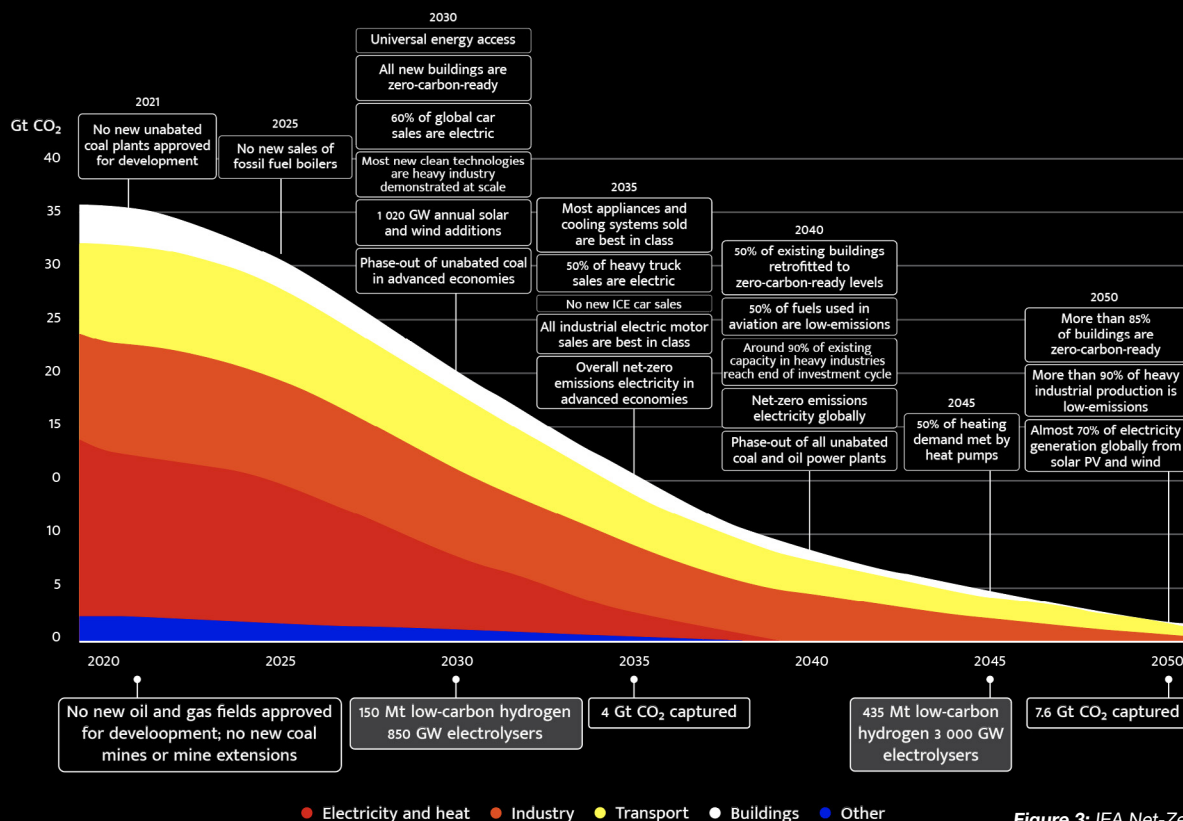 2030
Universal energy access
All new buildings are
zero-carbon-ready
60% of global car
sales are electric
Most new clean technologies
are heavy industry
demonstrated at scale
1 020 GW annual solar
and wind additions
Phase-out of unabated coal
in advanced economies
2021
No new unabated
coal plants approved
for development
2025
No new sales of
fossil fuel boilers
2035
Most appliances and
cooling systems sold
are best in class
50% of heavy truck
sales are electric
No new ICE car sales
All industrial electric motor
sales are best in class
Overall net-zero
emissions electricity in
advanced economies
2040
50% of existing buildings
retrofitted to
zero-carbon-ready levels
50% of fuels used in
aviation are low-emissions
Around 90% of existing
capacity in heavy industries
reach end of investment cycle
Net-zero emissions
electricity globally
Phase-out of all unabated
coal and oil power plants
2045
50% of heating
demand met by
heat pumps
2050
More than 85%
of buildings are
zero-carbon-ready
More than 90% of heavy
industrial production is
low-emissions
Almost 70% of electricity
generation globally from
solar PV and wind
Gt CO₂
40
35
30
25
20
15
0
10
5
0
2020 2025 2030 2035 2040 2045 2050
No new oil and gas fields approved
for develoopment; no new coal
mines or mine extensions
150 Mt low-carbon hydrogen
850 GW electrolysers
4 Gt CO₂ captured
435 Mt low-carbon
hydrogen 3 000 GW
electrolysers
7.6 Gt CO₂ captured
Electricity and heat Industry Transport Buildings Other
Figure 3: IEA Net-Ze